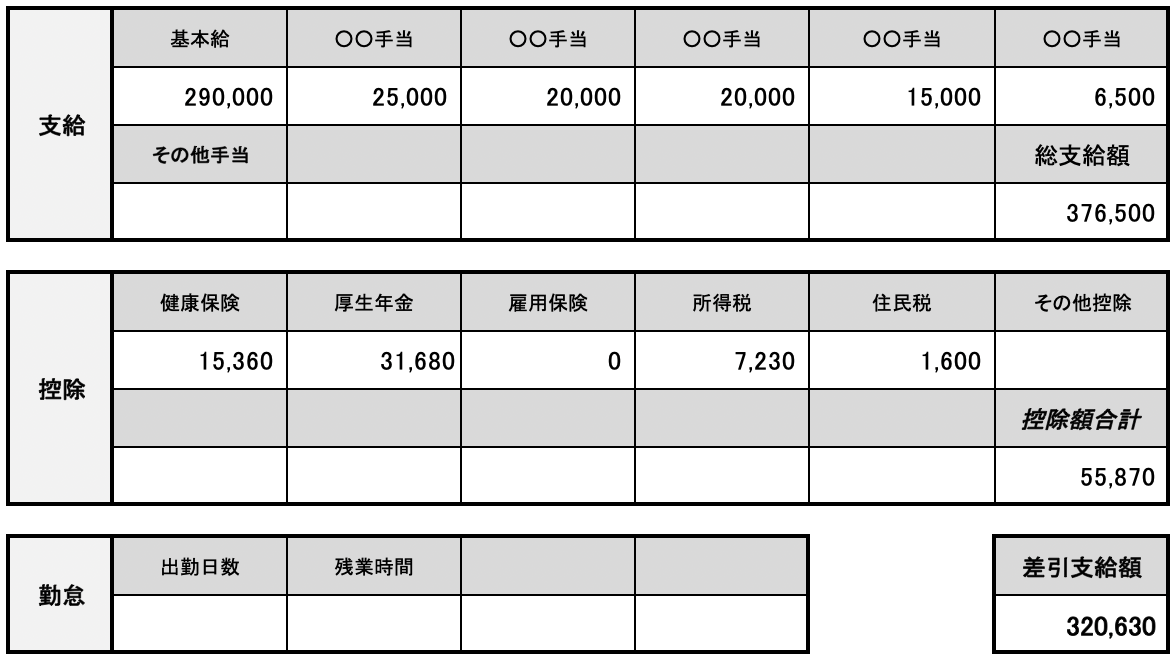 支給
基本給 〇〇手当 〇〇手当 〇〇手当 〇〇手当 〇〇手当
290,000 25,000 20,000 20,000 15,000 6,500
その他手当 総支給額
376,500
控除
健康保険 厚生年金 雇用保険 所得税 住民税 その他控除
15,360 31,680 0 7,230 1,600
控除額合計
55,870
勤怠
出勤日数 残業時間 差引支給額
320,630